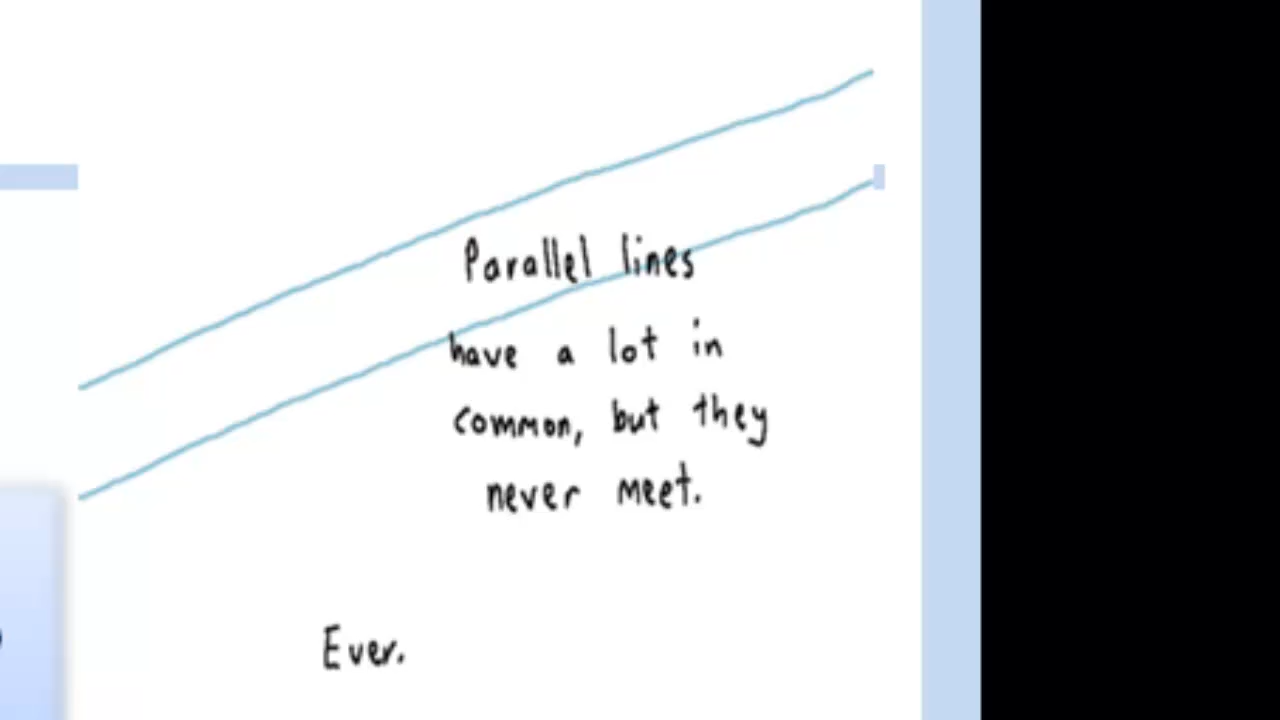 Parallel lines
have a lot in
common, but they
never meet.
Ever.